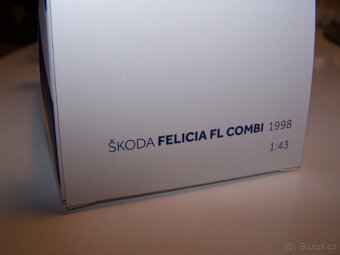 ŠKODA FELICIA FL COMBI 1998
1:43
© Bazos.cz